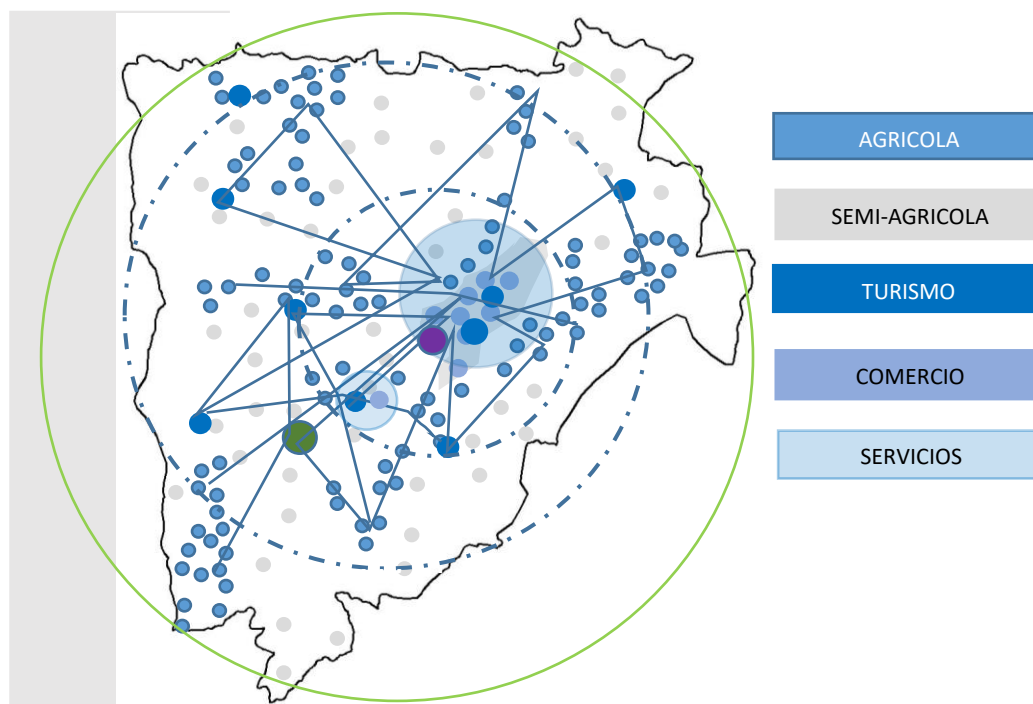 AGRICOLA
SEMI-AGRICOLA
TURISMO
COMERCIO
SERVICIOS